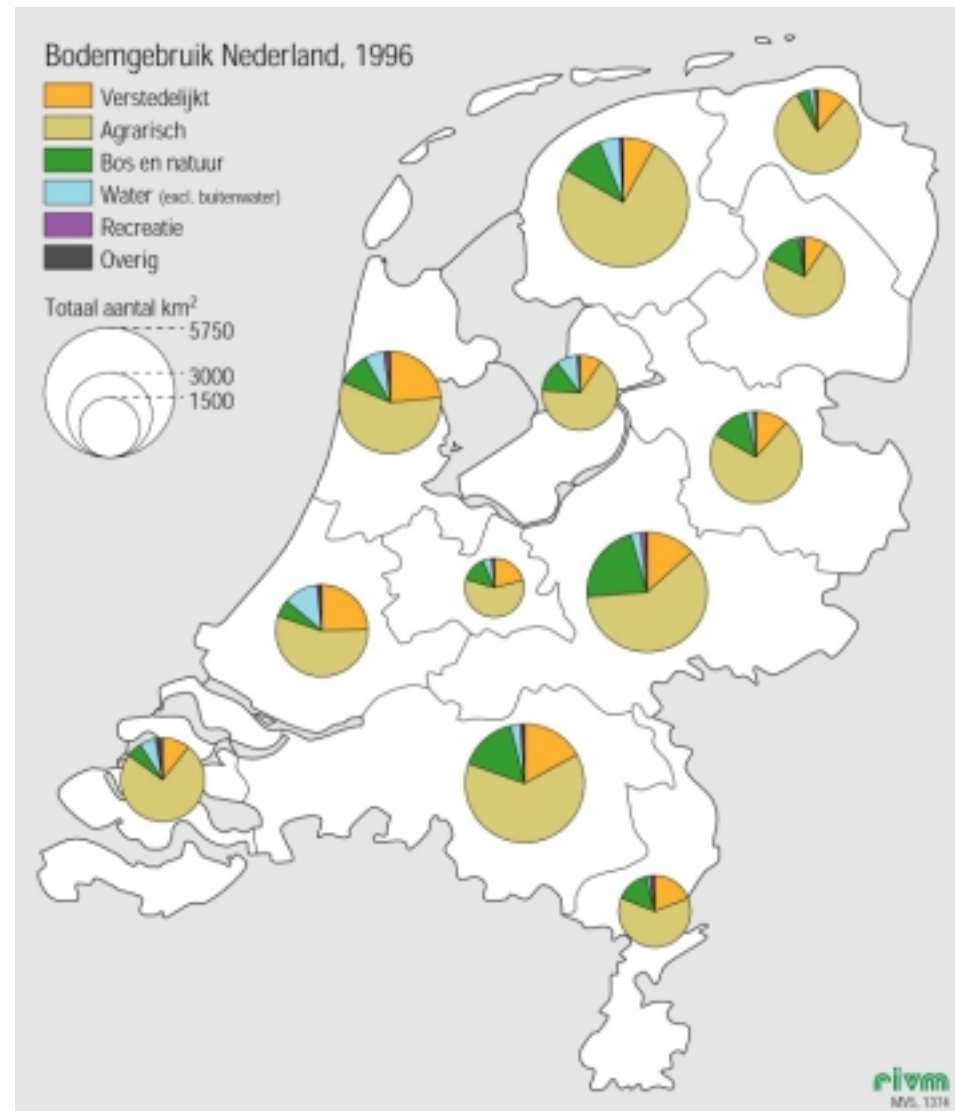 Bodemgebruik Nederland, 1996
Verstedelijkt
Agrarisch
Bos en natuur
Water (excl. buitenwater)
Recreatie
Overig
Totaal aantal km²
5750
3000
1500
rivm
MV5. 1374